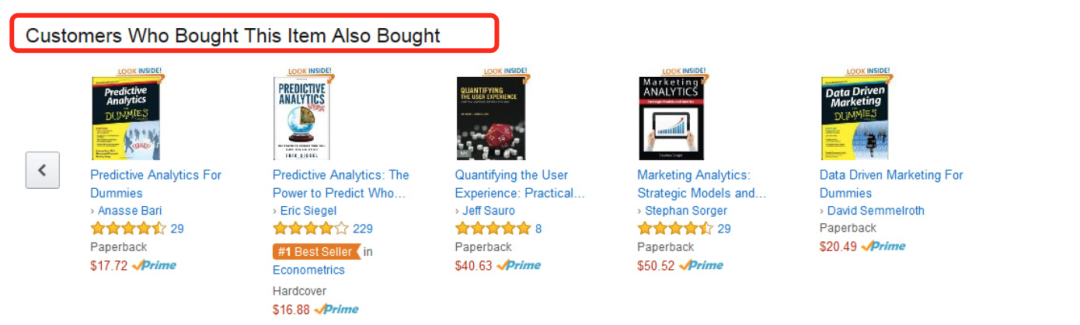 Customers Who Bought This Item Also Bought
LOOK INSIDE!
Predictive
Analytics
DUMMIES
Predictive Analytics For
Dummies
› Anasse Bari
29
Paperback
$17.72 Prime
LOOK INSIDE!
PREDICTIVE
ANALYTICS
ERIC SIEGEL
Predictive Analytics: The
Power to Predict Who...
› Eric Siegel
229
#1 Best Seller in
Econometrics
Hardcover
$16.88 Prime
LOOK INSIDE!
QUANTIFYING
THE USER EXPERIENCE
Quantifying the User
Experience: Practical...
› Jeff Sauro
8
Paperback
$40.63 Prime
LOOK INSIDE!
Marketing
ANALYTICS
Marketing Analytics:
Strategic Models and...
› Stephan Sorger
29
Paperback
$50.52 Prime
LOOK INSIDE!
Data Driven
Marketing
DUMMIES
Data Driven Marketing For
Dummies
› David Semmelroth
Paperback
$20.49 Prime